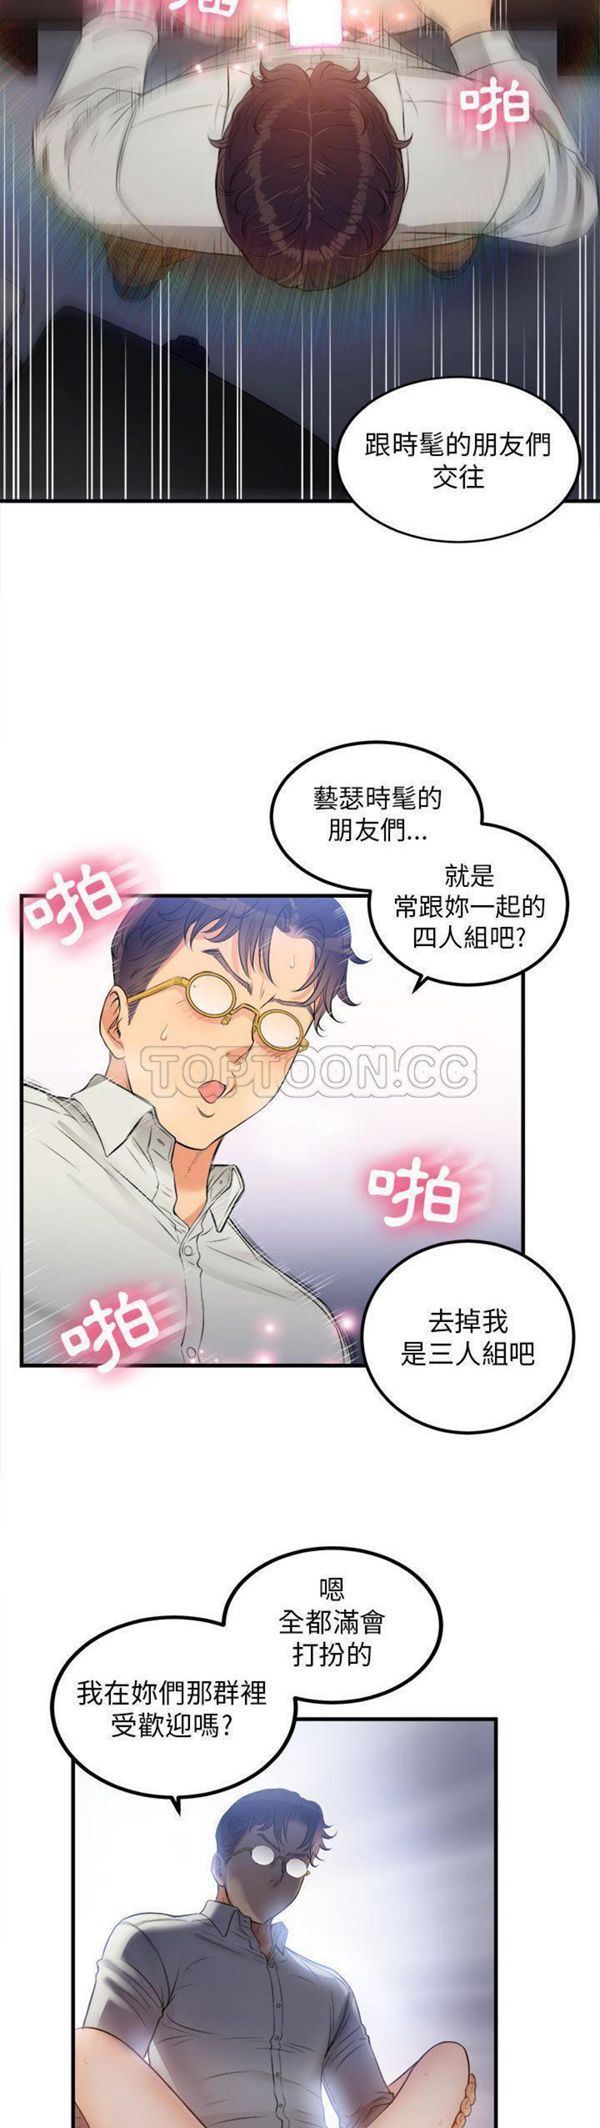 啪
啪
跟時髦的朋友們
交往
藝瑟時髦的
朋友們…
就是
常跟妳一起的
四人組吧?
啪
TOPTOON.CC
啪
啪
去掉我
是三人組吧
嗯
全都滿會
打扮的
我在妳們那群裡
受歡迎嗎?